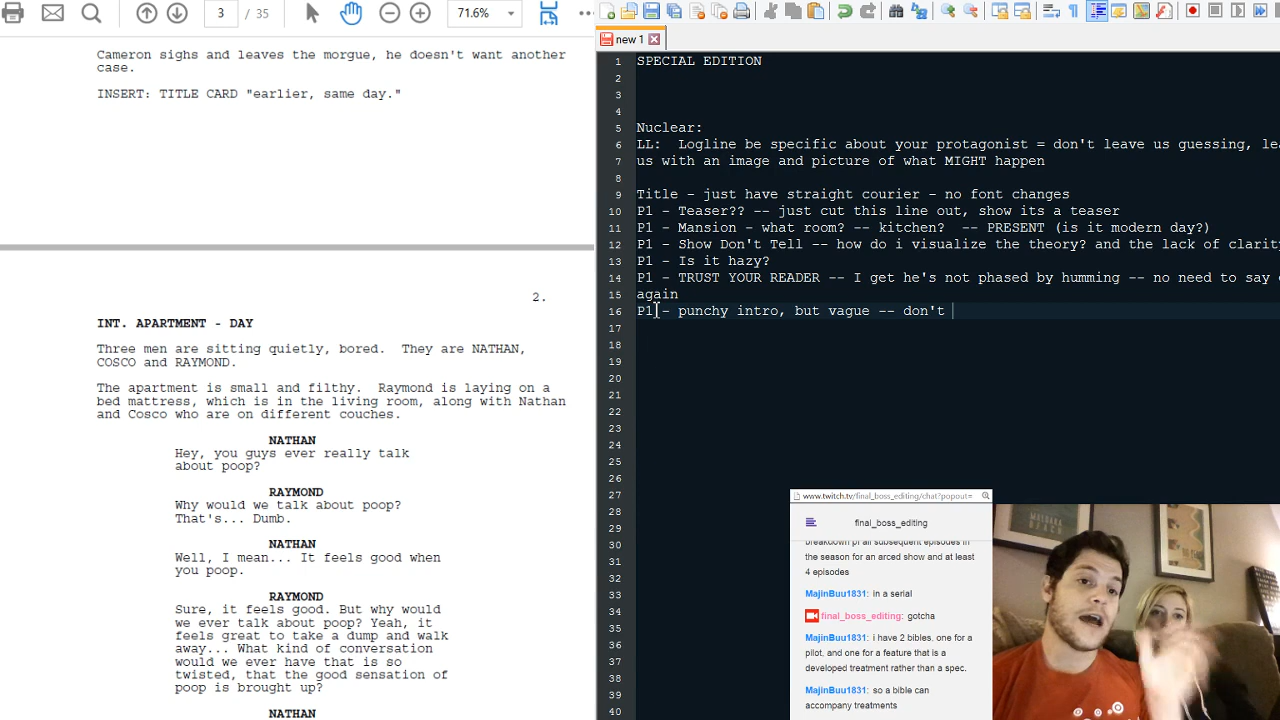 3 / 35
71.6%
Cameron sighs and leaves the morgue, he doesn't want another
case.
INSERT: TITLE CARD "earlier, same day."
2.
INT. APARTMENT - DAY
Three men are sitting quietly, bored. They are NATHAN,
COSCO and RAYMOND.
The apartment is small and filthy. Raymond is laying on a
bed mattress, which is in the living room, along with Nathan
and Cosco who are on different couches.
NATHAN
Hey, you guys ever really talk
about poop?
RAYMOND
Why would we talk about poop?
That's... Dumb.
NATHAN
Well, I mean... It feels good when
you poop.
RAYMOND
Sure, it feels good. But why would
we ever talk about poop? Yeah, it
feels great to take a dump and walk
away... What kind of conversation
would we ever have that is so
twisted, that the good sensation of
poop is brought up?
NATHAN
new 1
1 SPECIAL EDITION
2
3
4
5 Nuclear:
6 LL: Logline be specific about your protagonist = don't leave us guessing, lea
7 us with an image and picture of what MIGHT happen
8
9 Title - just have straight courier - no font changes
10 P1 - Teaser?? -- just cut this line out, show its a teaser
11 P1 - Mansion - what room? -- kitchen? -- PRESENT (is it modern day?)
12 P1 - Show Don't Tell -- how do i visualize the theory? and the lack of clarit
13 P1 - Is it hazy?
14 P1 - TRUST YOUR READER -- I get he's not phased by humming -- no need to say
15 again
16 P1 - punchy intro, but vague -- don't
17
18
19
20
21
22
23
24
25
26
27
28
29
30
31
32
33
34
35
36
37
38
39
40
www.twitch.tv/final_boss_editing/chat?popout=
final_boss_editing
breakdown of all subsequent episodes in
the season for an arced show and at least
4 episodes
MajinBuu1831: in a serial
final_boss_editing: gotcha
MajinBuu1831: i have 2 bibles, one for a
pilot, and one for a feature that is a
developed treatment rather than a spec.
MajinBuu1831: so a bible can
accompany treatments